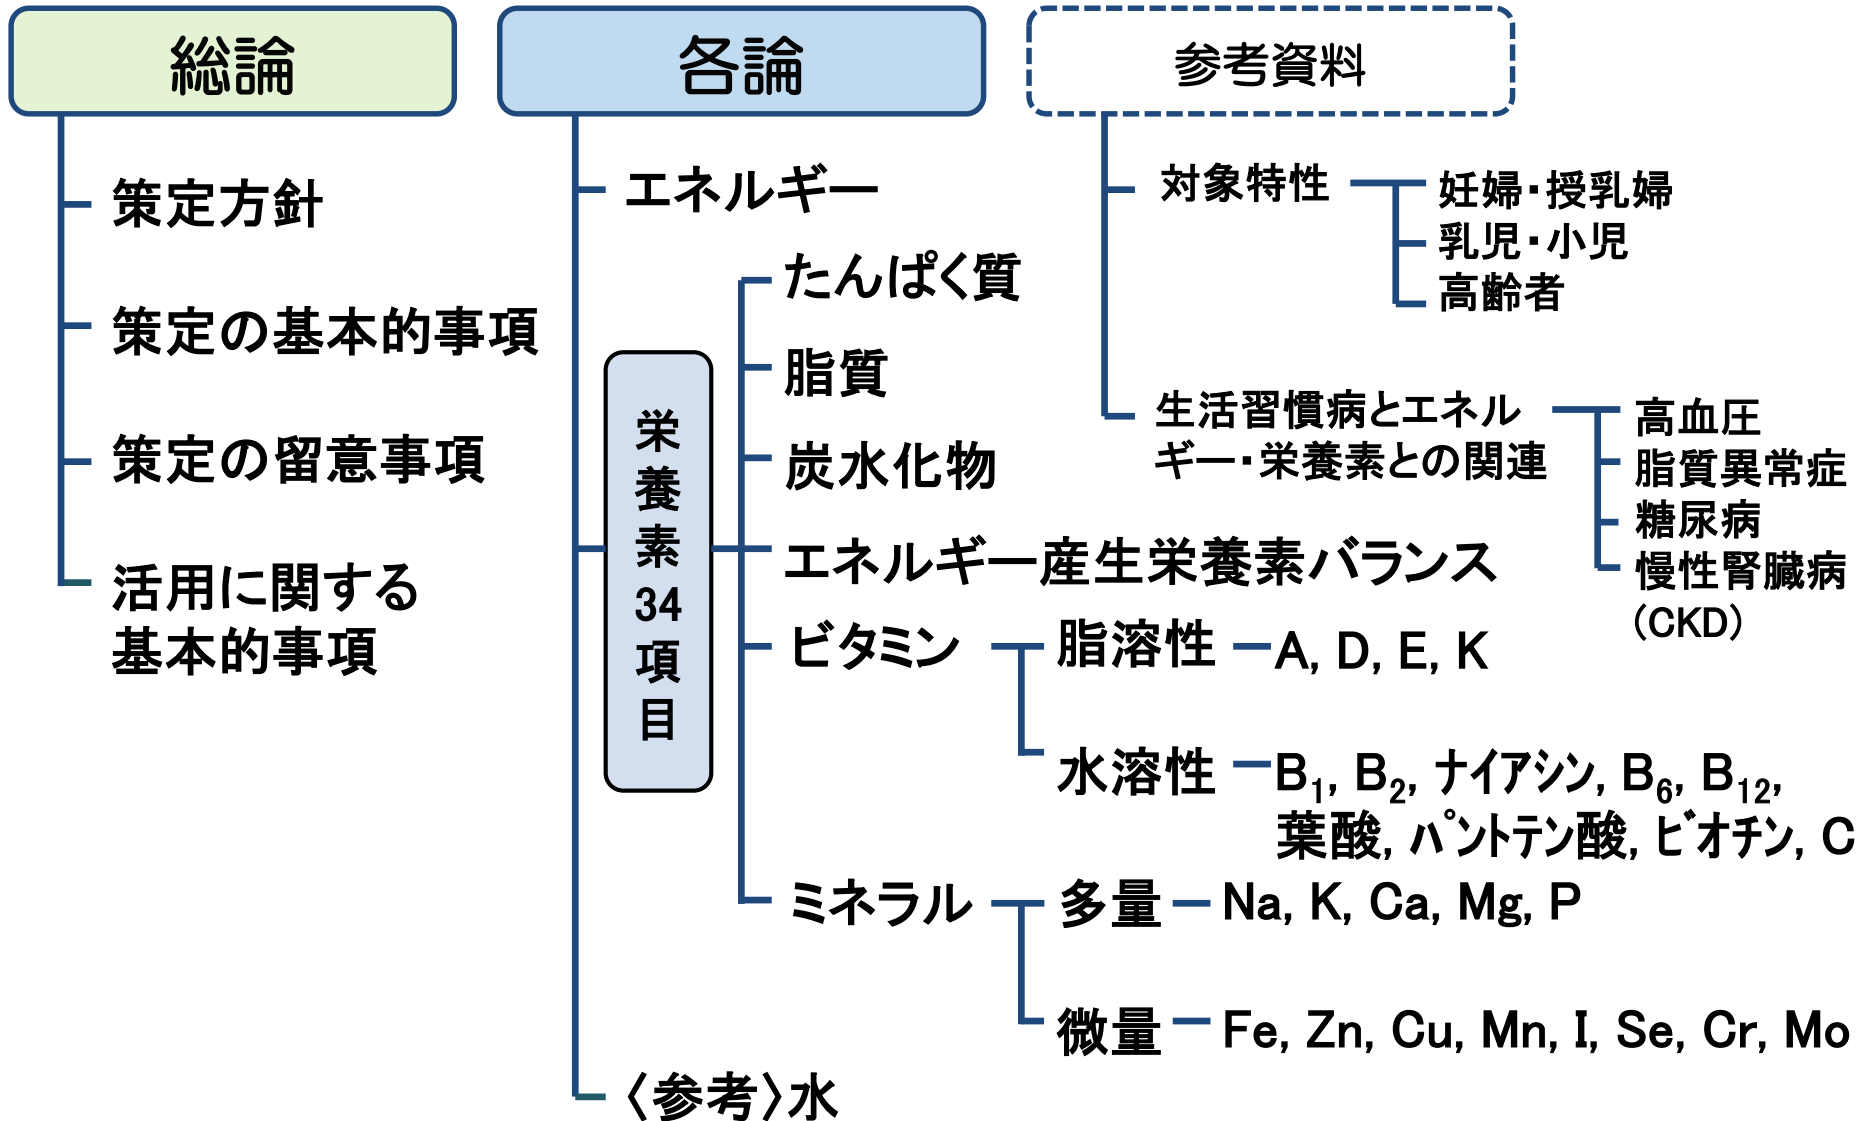 総論
策定方針
策定の基本的事項
策定の留意事項
活用に関する
基本的事項
各論
エネルギー
栄養素34項目
たんぱく質
脂質
炭水化物
エネルギー産生栄養素バランス
ビタミン
脂溶性
A, D, E, K
水溶性
B₁, B₂, ナイアシン, B₆, B₁₂,
葉酸, パントテン酸, ビオチン, C
ミネラル
多量
Na, K, Ca, Mg, P
微量
Fe, Zn, Cu, Mn, I, Se, Cr, Mo
〈参考〉水
参考資料
対象特性
妊婦・授乳婦
乳児・小児
高齢者
生活習慣病とエネル
ギー・栄養素との関連
高血圧
脂質異常症
糖尿病
慢性腎臓病
(CKD)